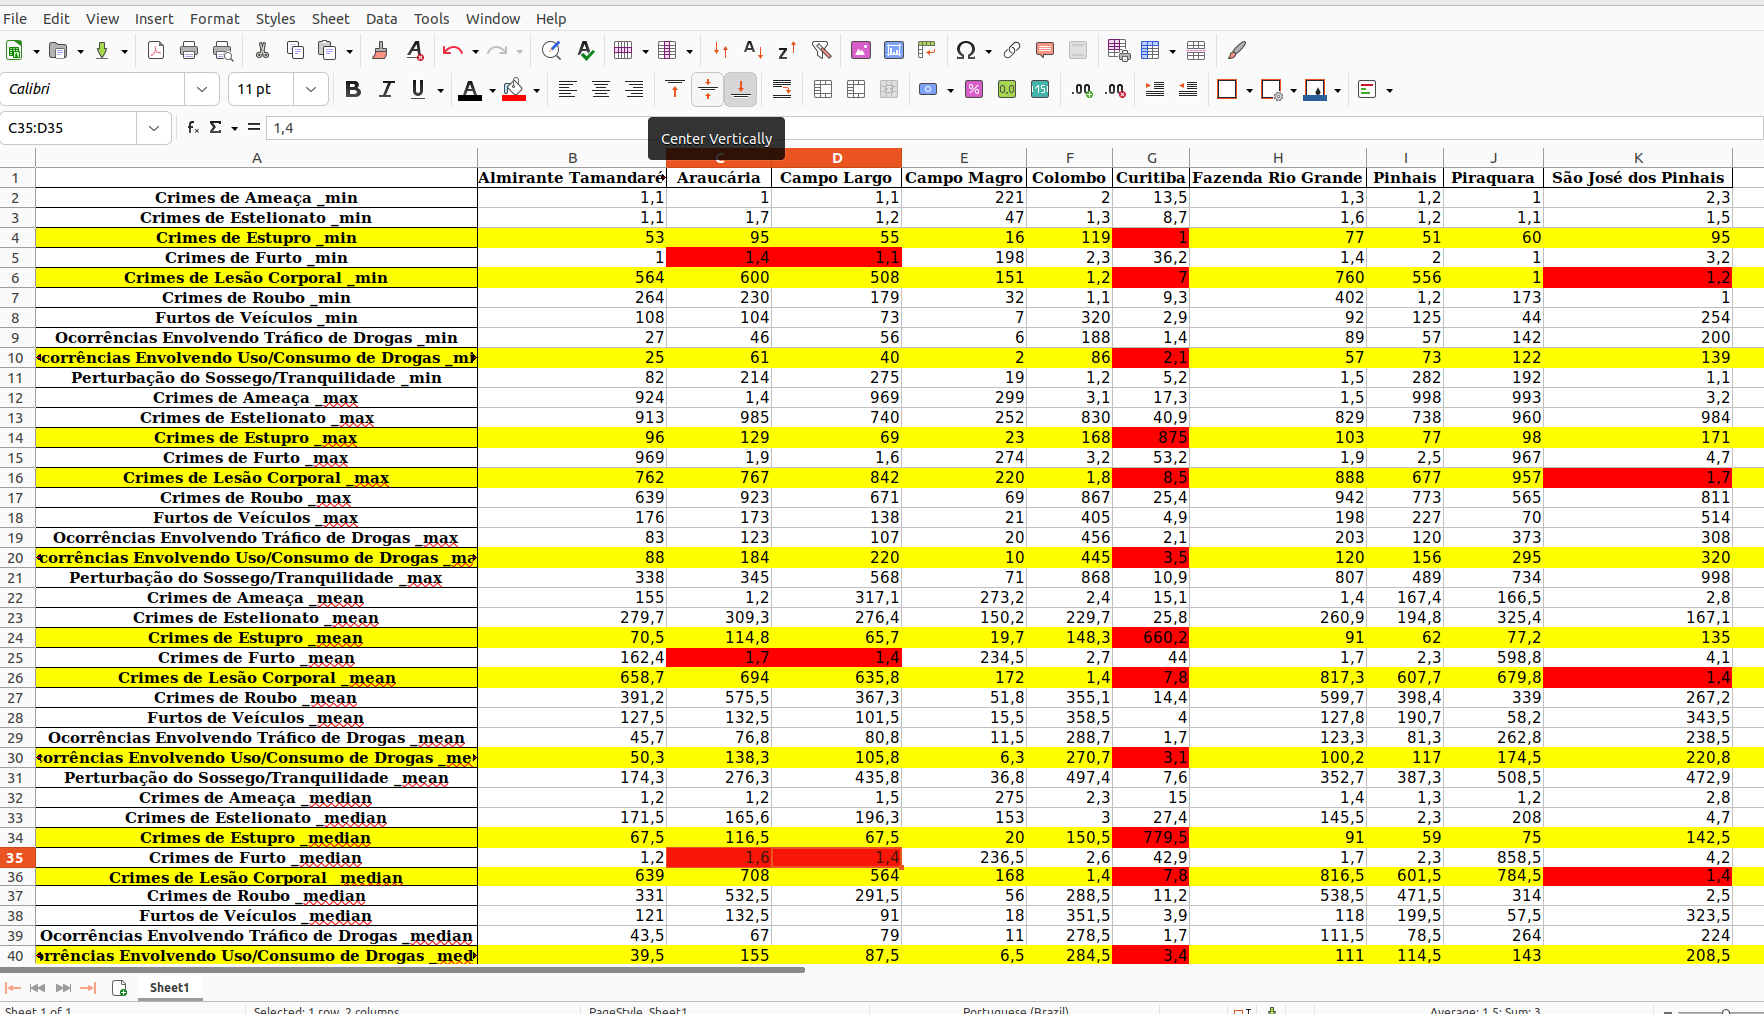 File Edit View Insert Format Styles Sheet Data Tools Window Help
Calibri 11 pt
C35:D35 1,4
Center Vertically
A B C D E F G H I J K
1 Almirante Tamandaré Araucária Campo Largo Campo Magro Colombo Curitiba Fazenda Rio Grande Pinhais Piraquara São José dos Pinhais
2 Crimes de Ameaça _min 1,1 1 1,1 221 2 13,5 1,3 1,2 1 2,3
3 Crimes de Estelionato _min 1,1 1,7 1,2 47 1,3 8,7 1,6 1,2 1,1 1,5
4 Crimes de Estupro _min 53 95 55 16 119 1 77 51 60 95
5 Crimes de Furto _min 1 1,4 1,1 198 2,3 36,2 1,4 2 1 3,2
6 Crimes de Lesão Corporal _min 564 600 508 151 1,2 7 760 556 1 1,2
7 Crimes de Roubo _min 264 230 179 32 1,1 9,3 402 1,2 173 1
8 Furtos de Veículos _min 108 104 73 7 320 2,9 92 125 44 254
9 Ocorrências Envolvendo Tráfico de Drogas _min 27 46 56 6 188 1,4 89 57 142 200
10 corrências Envolvendo Uso/Consumo de Drogas _mi 25 61 40 2 86 2,1 57 73 122 139
11 Perturbação do Sossego/Tranquilidade _min 82 214 275 19 1,2 5,2 1,5 282 192 1,1
12 Crimes de Ameaça _max 924 1,4 969 299 3,1 17,3 1,5 998 993 3,2
13 Crimes de Estelionato _max 913 985 740 252 830 40,9 829 738 960 984
14 Crimes de Estupro _max 96 129 69 23 168 875 103 77 98 171
15 Crimes de Furto _max 969 1,9 1,6 274 3,2 53,2 1,9 2,5 967 4,7
16 Crimes de Lesão Corporal _max 762 767 842 220 1,8 8,5 888 677 957 1,7
17 Crimes de Roubo _max 639 923 671 69 867 25,4 942 773 565 811
18 Furtos de Veículos _max 176 173 138 21 405 4,9 198 227 70 514
19 Ocorrências Envolvendo Tráfico de Drogas _max 83 123 107 20 456 2,1 203 120 373 308
20 corrências Envolvendo Uso/Consumo de Drogas _ma 88 184 220 10 445 3,5 120 156 295 320
21 Perturbação do Sossego/Tranquilidade _max 338 345 568 71 868 10,9 807 489 734 998
22 Crimes de Ameaça _mean 155 1,2 317,1 273,2 2,4 15,1 1,4 167,4 166,5 2,8
23 Crimes de Estelionato _mean 279,7 309,3 276,4 150,2 229,7 25,8 260,9 194,8 325,4 167,1
24 Crimes de Estupro _mean 70,5 114,8 65,7 19,7 148,3 660,2 91 62 77,2 135
25 Crimes de Furto _mean 162,4 1,7 1,4 234,5 2,7 44 1,7 2,3 598,8 4,1
26 Crimes de Lesão Corporal _mean 658,7 694 635,8 172 1,4 7,8 817,3 607,7 679,8 1,4
27 Crimes de Roubo _mean 391,2 575,5 367,3 51,8 355,1 14,4 599,7 398,4 339 267,2
28 Furtos de Veículos _mean 127,5 132,5 101,5 15,5 358,5 4 127,8 190,7 58,2 343,5
29 Ocorrências Envolvendo Tráfico de Drogas _mean 45,7 76,8 80,8 11,5 288,7 1,7 123,3 81,3 262,8 238,5
30 orrências Envolvendo Uso/Consumo de Drogas _me 50,3 138,3 105,8 6,3 270,7 3,1 100,2 117 174,5 220,8
31 Perturbação do Sossego/Tranquilidade _mean 174,3 276,3 435,8 36,8 497,4 7,6 352,7 387,3 508,5 472,9
32 Crimes de Ameaça _median 1,2 1,2 1,5 275 2,3 15 1,4 1,3 1,2 2,8
33 Crimes de Estelionato _median 171,5 165,6 196,3 153 3 27,4 145,5 2,3 208 4,7
34 Crimes de Estupro _median 67,5 116,5 67,5 20 150,5 779,5 91 59 75 142,5
35 Crimes de Furto _median 1,2 1,6 1,4 236,5 2,6 42,9 1,7 2,3 858,5 4,2
36 Crimes de Lesão Corporal _median 639 708 564 168 1,4 7,8 816,5 601,5 784,5 1,4
37 Crimes de Roubo _median 331 532,5 291,5 56 288,5 11,2 538,5 471,5 314 2,5
38 Furtos de Veículos _median 121 132,5 91 18 351,5 3,9 118 199,5 57,5 323,5
39 Ocorrências Envolvendo Tráfico de Drogas _median 43,5 67 79 11 278,5 1,7 111,5 78,5 264 224
40 orrências Envolvendo Uso/Consumo de Drogas _med 39,5 155 87,5 6,5 284,5 3,4 111 114,5 143 208,5
Sheet1
Sheet 1 of 1 Selected: 1 row, 2 columns PageStyle_Sheet1 Portuguese (Brazil) Average: 1,5; Sum: 3